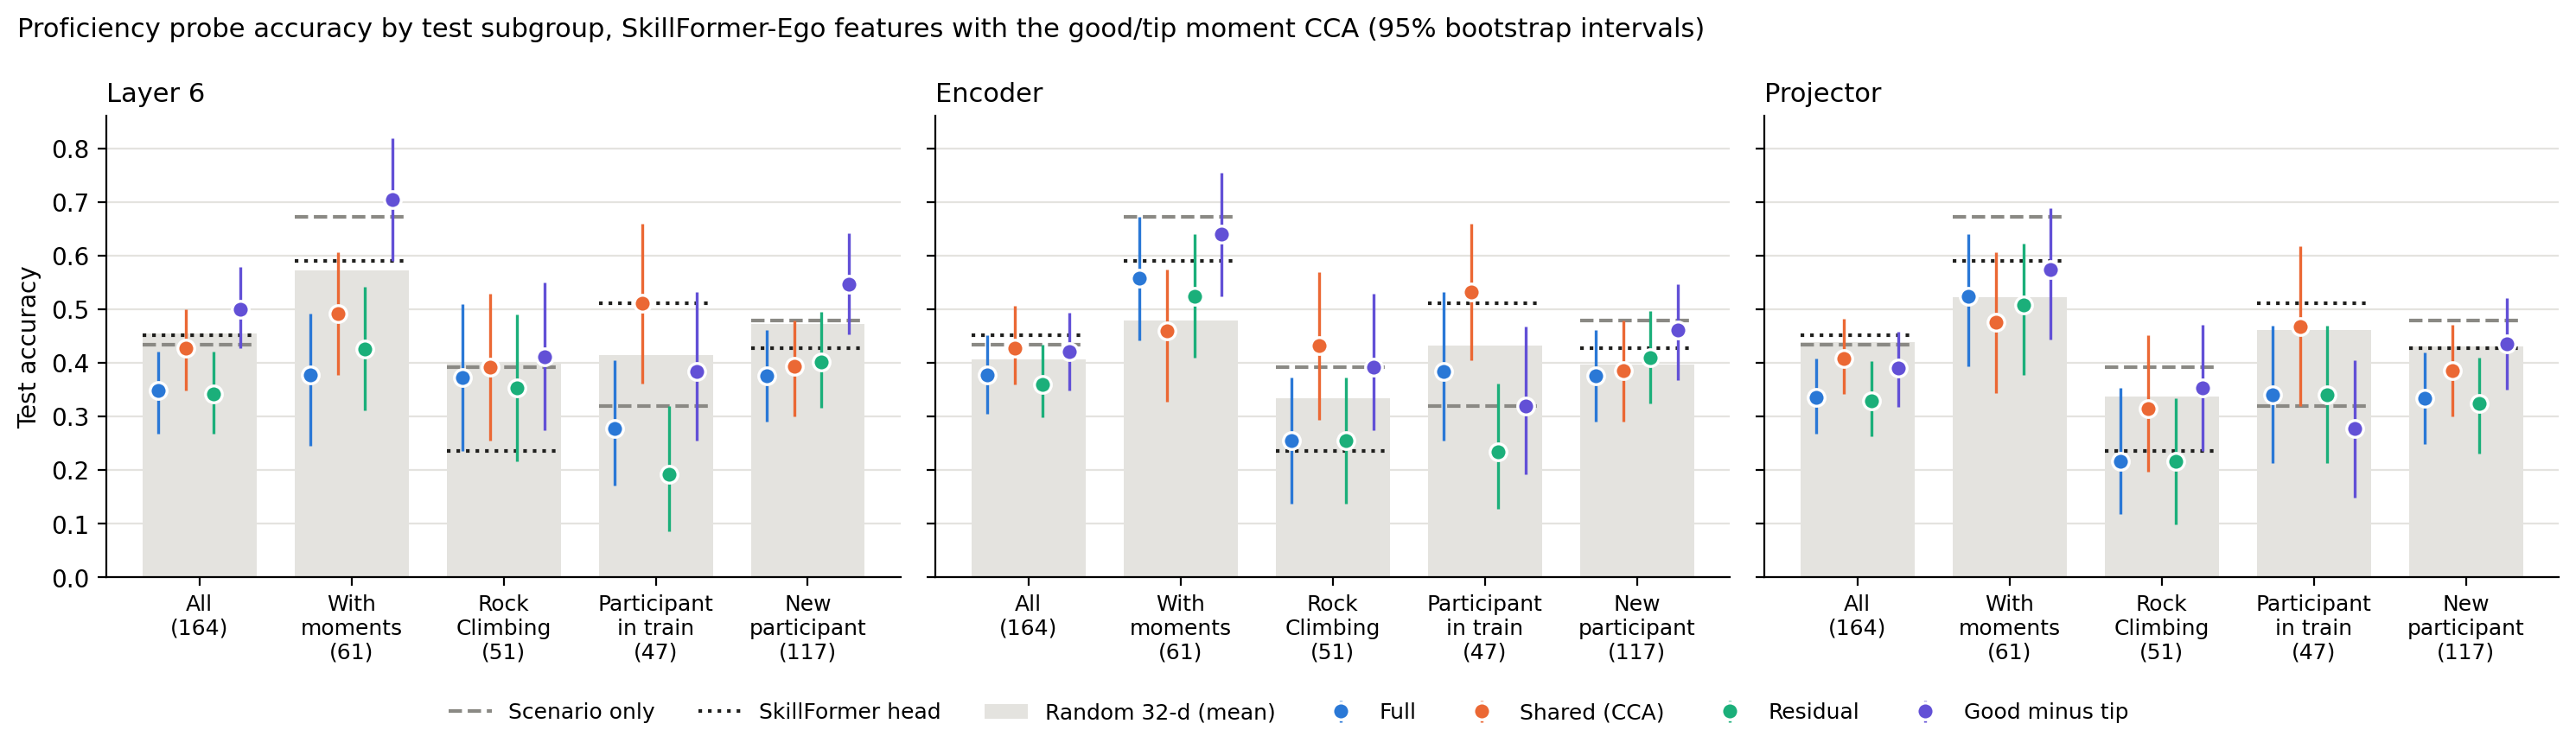 Proficiency probe accuracy by test subgroup, SkillFormer-Ego features with the good/tip moment CCA (95% bootstrap intervals)
Layer 6
Encoder
Projector
Test accuracy
0.8
0.7
0.6
0.5
0.4
0.3
0.2
0.1
0.0
All
(164)
With
moments
(61)
Rock
Climbing
(51)
Participant
in train
(47)
New
participant
(117)
All
(164)
With
moments
(61)
Rock
Climbing
(51)
Participant
in train
(47)
New
participant
(117)
All
(164)
With
moments
(61)
Rock
Climbing
(51)
Participant
in train
(47)
New
participant
(117)
Scenario only
SkillFormer head
Random 32-d (mean)
Full
Shared (CCA)
Residual
Good minus tip